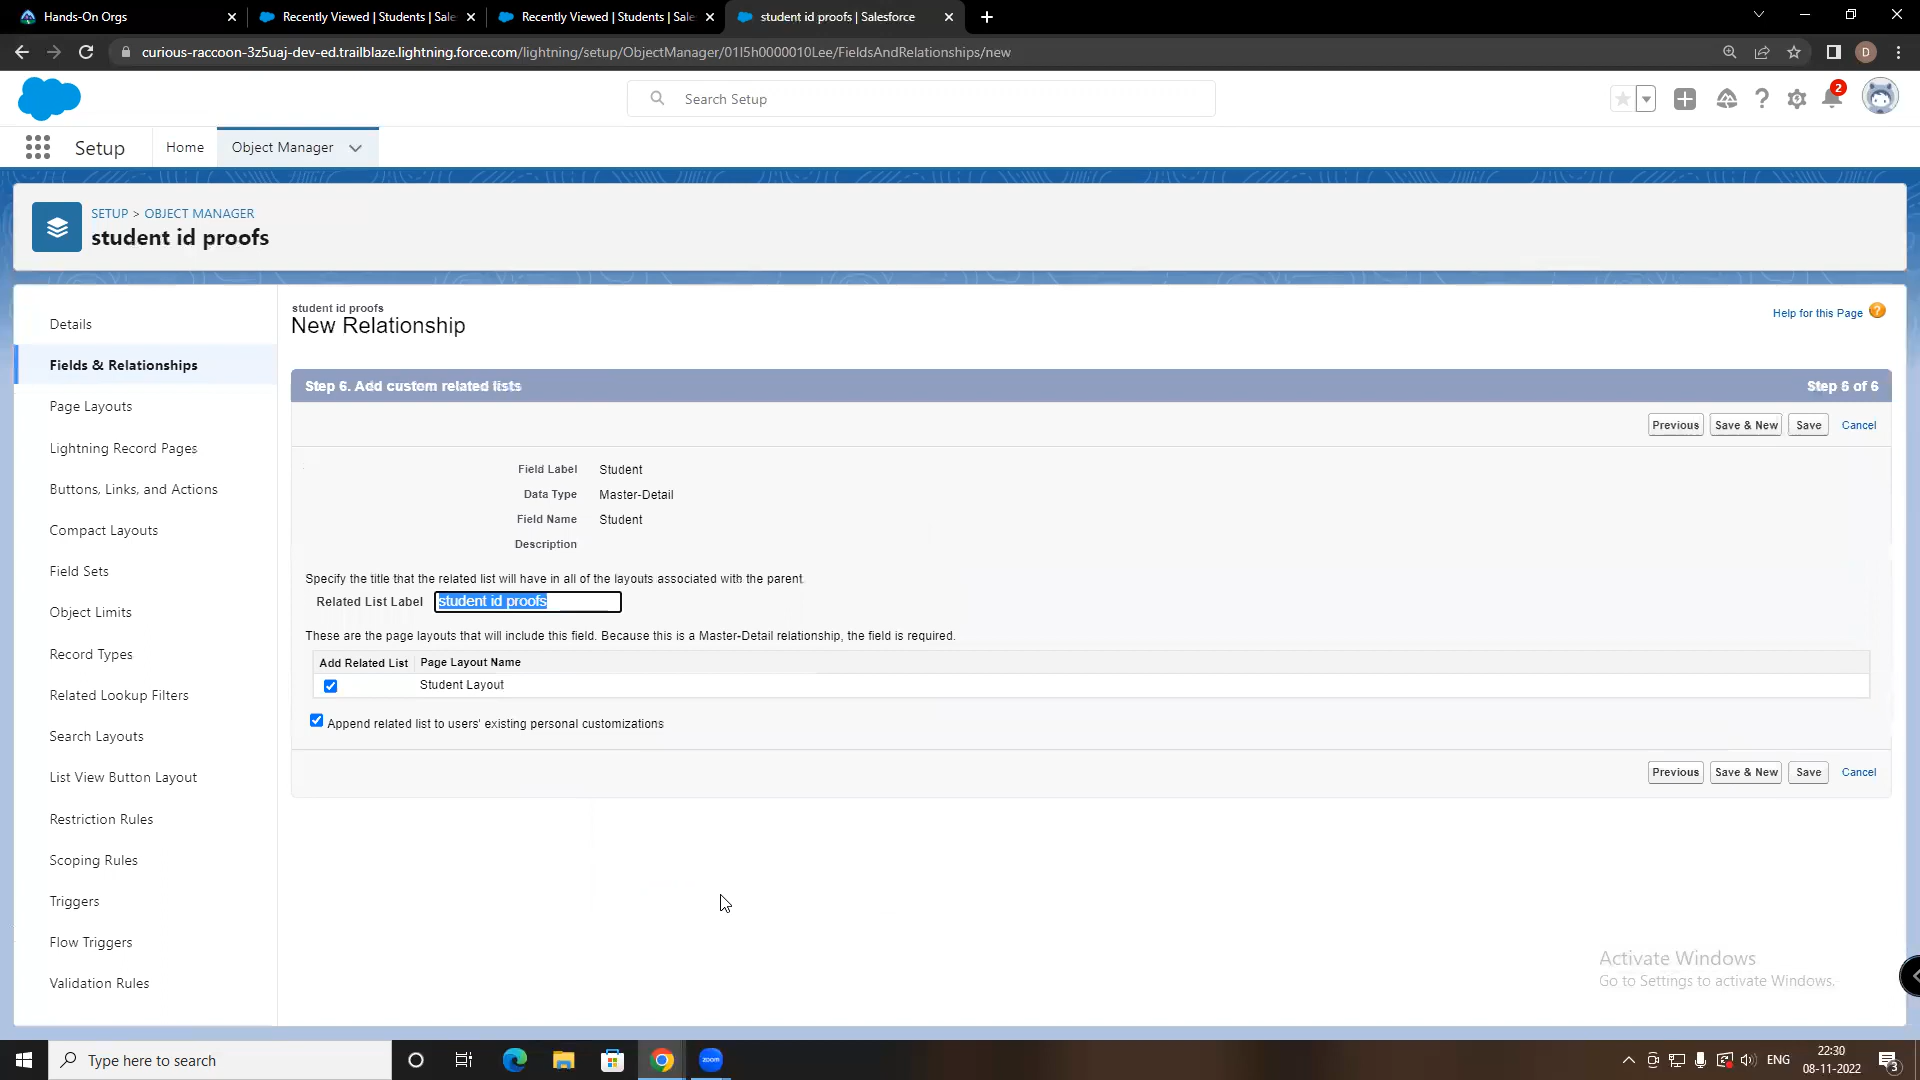 Hands-On Orgs
Recently Viewed | Students | Sale
Recently Viewed | Students | Sale
student id proofs | Salesforce
curious-raccoon-3z5uaj-dev-ed.trailblaze.lightning.force.com/lightning/setup/ObjectManager/01I5h0000010Lee/FieldsAndRelationships/new
D
Search Setup
2
Setup
Home
Object Manager
SETUP > OBJECT MANAGER
student id proofs
Details
Fields & Relationships
Page Layouts
Lightning Record Pages
Buttons, Links, and Actions
Compact Layouts
Field Sets
Object Limits
Record Types
Related Lookup Filters
Search Layouts
List View Button Layout
Restriction Rules
Scoping Rules
Triggers
Flow Triggers
Validation Rules
student id proofs
New Relationship
Help for this Page
Step 6. Add custom related lists
Step 6 of 6
Previous
Save & New
Save
Cancel
Field Label Student
Data Type Master-Detail
Field Name Student
Description
Specify the title that the related list will have in all of the layouts associated with the parent.
Related List Label student id proofs
These are the page layouts that will include this field. Because this is a Master-Detail relationship, the field is required.
Add Related List Page Layout Name
Student Layout
Append related list to users' existing personal customizations
Previous
Save & New
Save
Cancel
Activate Windows
Go to Settings to activate Windows.
Type here to search
zoom
ENG
22:30
08-11-2022
3